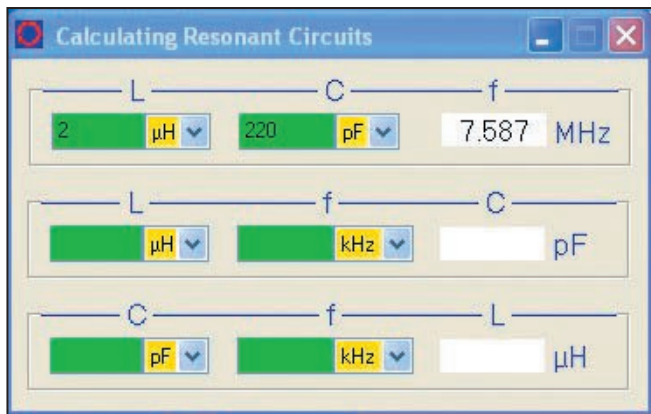 Calculating Resonant Circuits
L C f
2 µH 220 pF 7.587 MHz
L f C
µH kHz pF
C f L
pF kHz µH